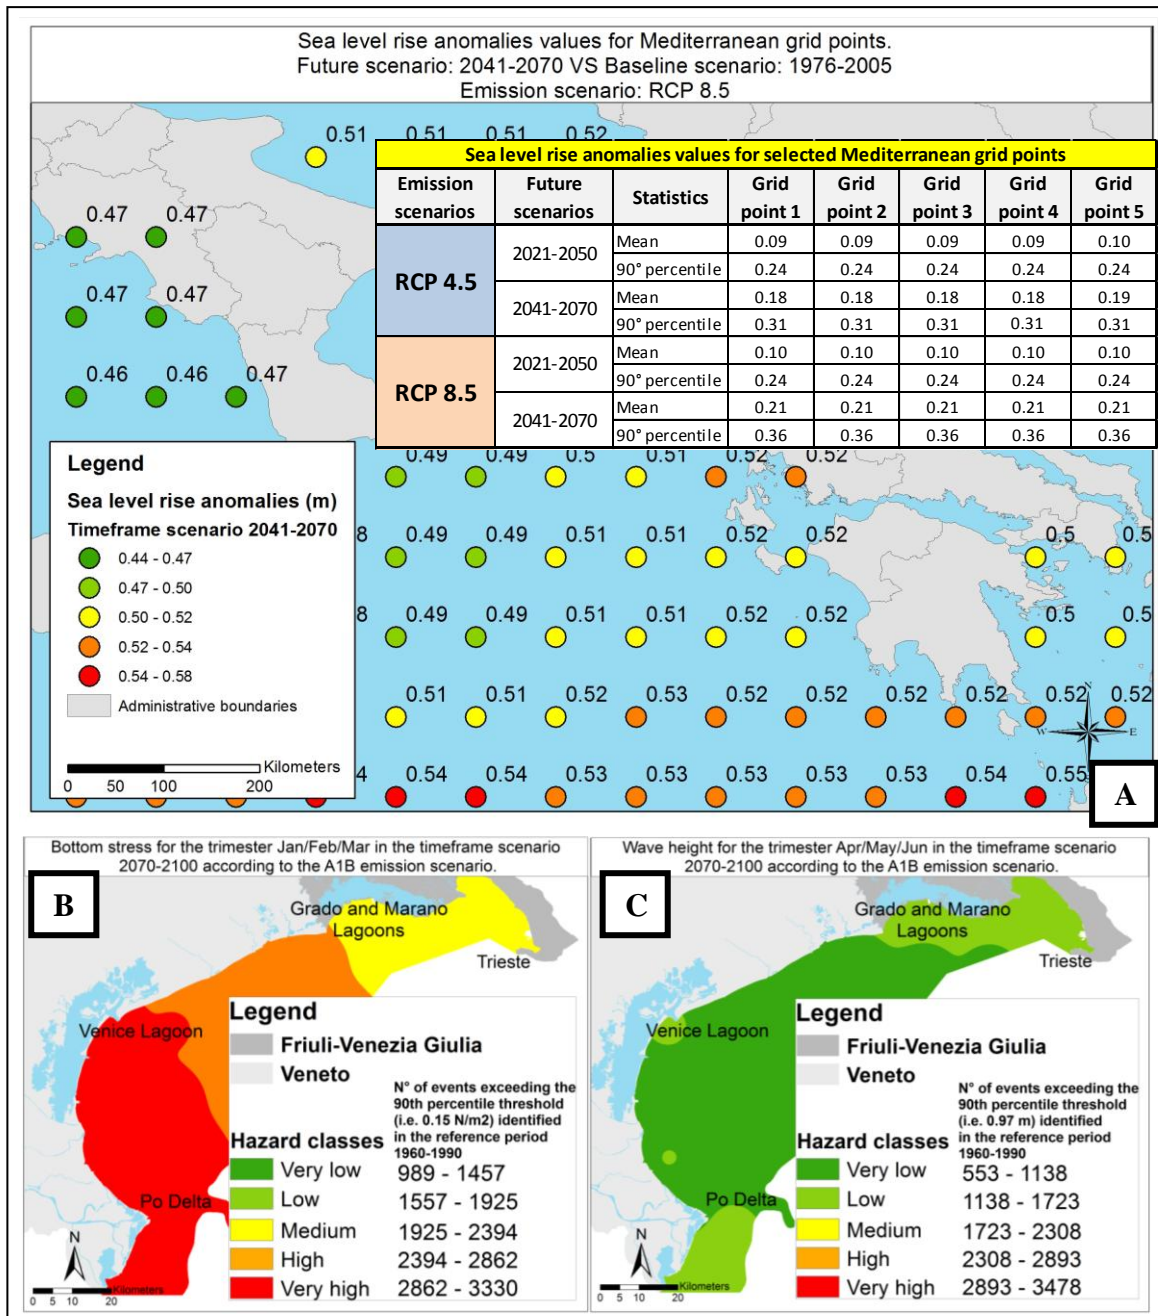 Sea level rise anomalies values for Mediterranean grid points.
Future scenario: 2041-2070 VS Baseline scenario: 1976-2005
Emission scenario: RCP 8.5
0.51 0.51 0.51 0.52
Sea level rise anomalies values for selected Mediterranean grid points
Emission scenarios Future scenarios Statistics Grid point 1 Grid point 2 Grid point 3 Grid point 4 Grid point 5
RCP 4.5 2021-2050 Mean 0.09 0.09 0.09 0.09 0.10
90° percentile 0.24 0.24 0.24 0.24 0.24
2041-2070 Mean 0.18 0.18 0.18 0.18 0.19
90° percentile 0.31 0.31 0.31 0.31 0.31
RCP 8.5 2021-2050 Mean 0.10 0.10 0.10 0.10 0.10
90° percentile 0.24 0.24 0.24 0.24 0.24
2041-2070 Mean 0.21 0.21 0.21 0.21 0.21
90° percentile 0.36 0.36 0.36 0.36 0.36
0.47 0.47
0.47 0.47
0.46 0.46 0.47
0.49 0.49 0.5 0.51 0.52 0.52
8 0.49 0.49 0.51 0.51 0.52 0.52 0.5 0.5
8 0.49 0.49 0.51 0.51 0.52 0.52 0.5 0.5
0.51 0.51 0.52 0.53 0.52 0.52 0.52 0.52 0.52 0.52
4 0.54 0.54 0.53 0.53 0.53 0.53 0.53 0.54 0.55
Legend
Sea level rise anomalies (m)
Timeframe scenario 2041-2070
0.44 - 0.47
0.47 - 0.50
0.50 - 0.52
0.52 - 0.54
0.54 - 0.58
Administrative boundaries
Kilometers
0 50 100 200
N
W E
A
Bottom stress for the trimester Jan/Feb/Mar in the timeframe scenario
2070-2100 according to the A1B emission scenario.
B
Grado and Marano
Lagoons
Trieste
Venice Lagoon
Po Delta
Legend
Friuli-Venezia Giulia
Veneto
N° of events exceeding the
90th percentile threshold
(i.e. 0.15 N/m2) identified
in the reference period
1960-1990
Hazard classes
Very low 989 - 1457
Low 1557 - 1925
Medium 1925 - 2394
High 2394 - 2862
Very high 2862 - 3330
N
Kilometers
0 5 10 20
Wave height for the trimester Apr/May/Jun in the timeframe scenario
2070-2100 according to the A1B emission scenario.
C
Grado and Marano
Lagoons
Trieste
Venice Lagoon
Po Delta
Legend
Friuli-Venezia Giulia
Veneto
N° of events exceeding the
90th percentile threshold
(i.e. 0.97 m) identified
in the reference period
1960-1990
Hazard classes
Very low 553 - 1138
Low 1138 - 1723
Medium 1723 - 2308
High 2308 - 2893
Very high 2893 - 3478
N
Kilometers
0 5 10 20